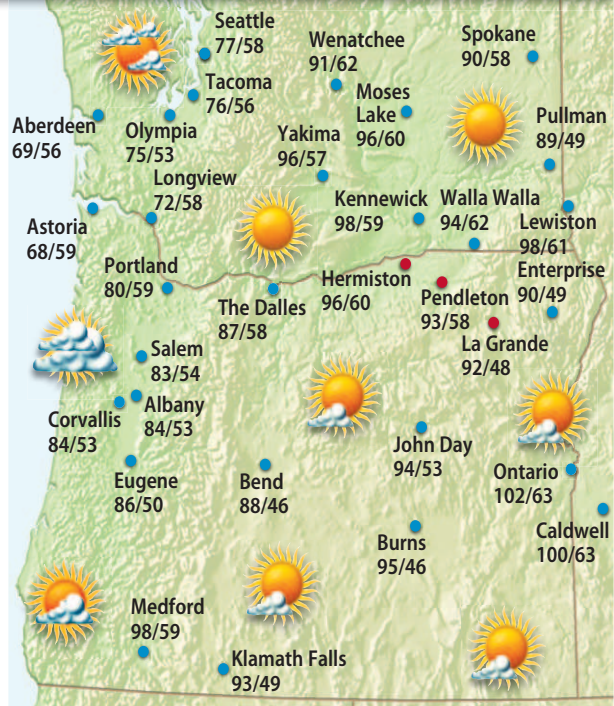 Seattle
77/58
Wenatchee
91/62
Spokane
90/58
Tacoma
76/56
Moses
Lake
96/60
Pullman
89/49
Aberdeen
69/56
Olympia
75/53
Yakima
96/57
Longview
72/58
Kennewick
98/59
Walla Walla
94/62
Lewiston
98/61
Astoria
68/59
Portland
80/59
The Dalles
87/58
Hermiston
96/60
Pendleton
93/58
Enterprise
90/49
La Grande
92/48
Salem
83/54
Albany
84/53
Corvallis
84/53
John Day
94/53
Eugene
86/50
Bend
88/46
Ontario
102/63
Burns
95/46
Caldwell
100/63
Medford
98/59
Klamath Falls
93/49